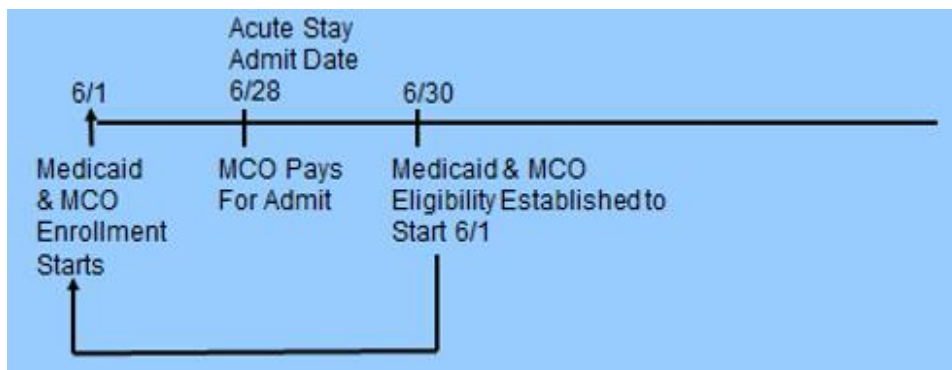 Acute Stay
Admit Date
6/1
6/28
6/30
Medicaid
& MCO
Enrollment
Starts
MCO Pays
For Admit
Medicaid & MCO
Eligibility Established to
Start 6/1